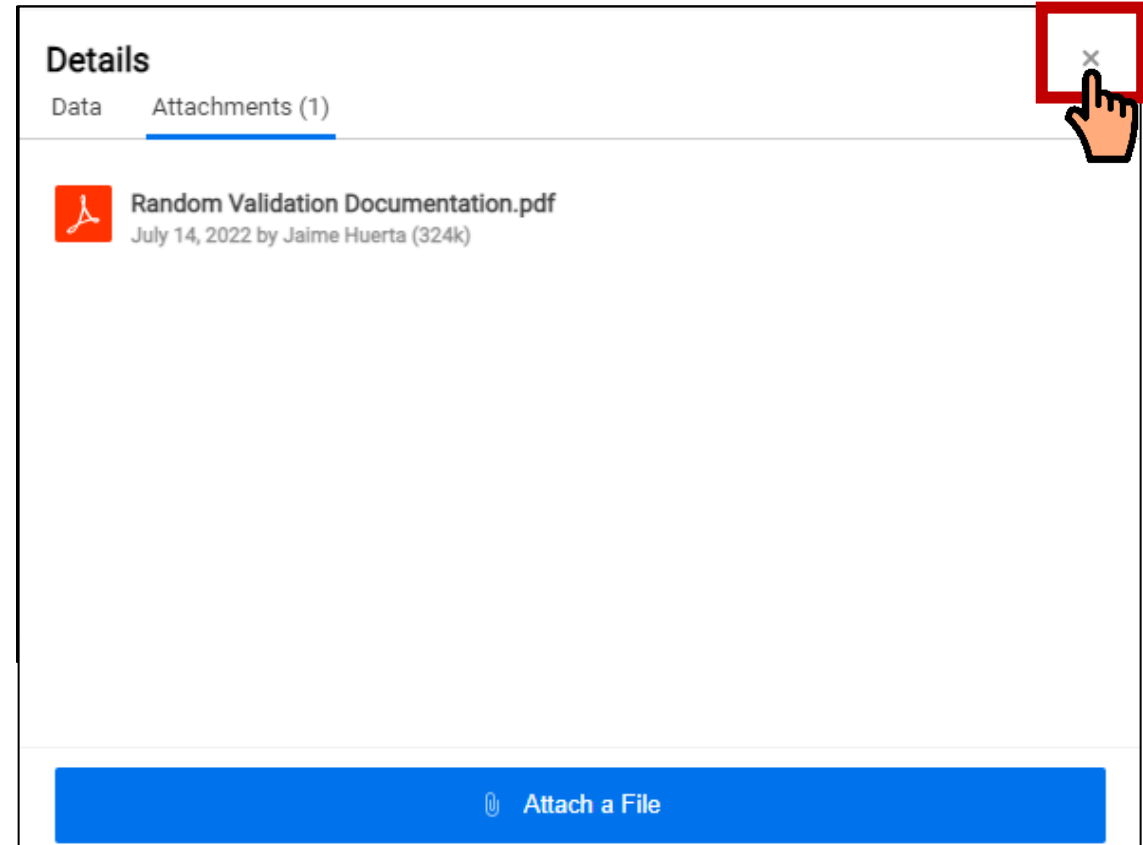 Details
×
Data Attachments (1)
Random Validation Documentation.pdf
July 14, 2022 by Jaime Huerta (324k)
Attach a File